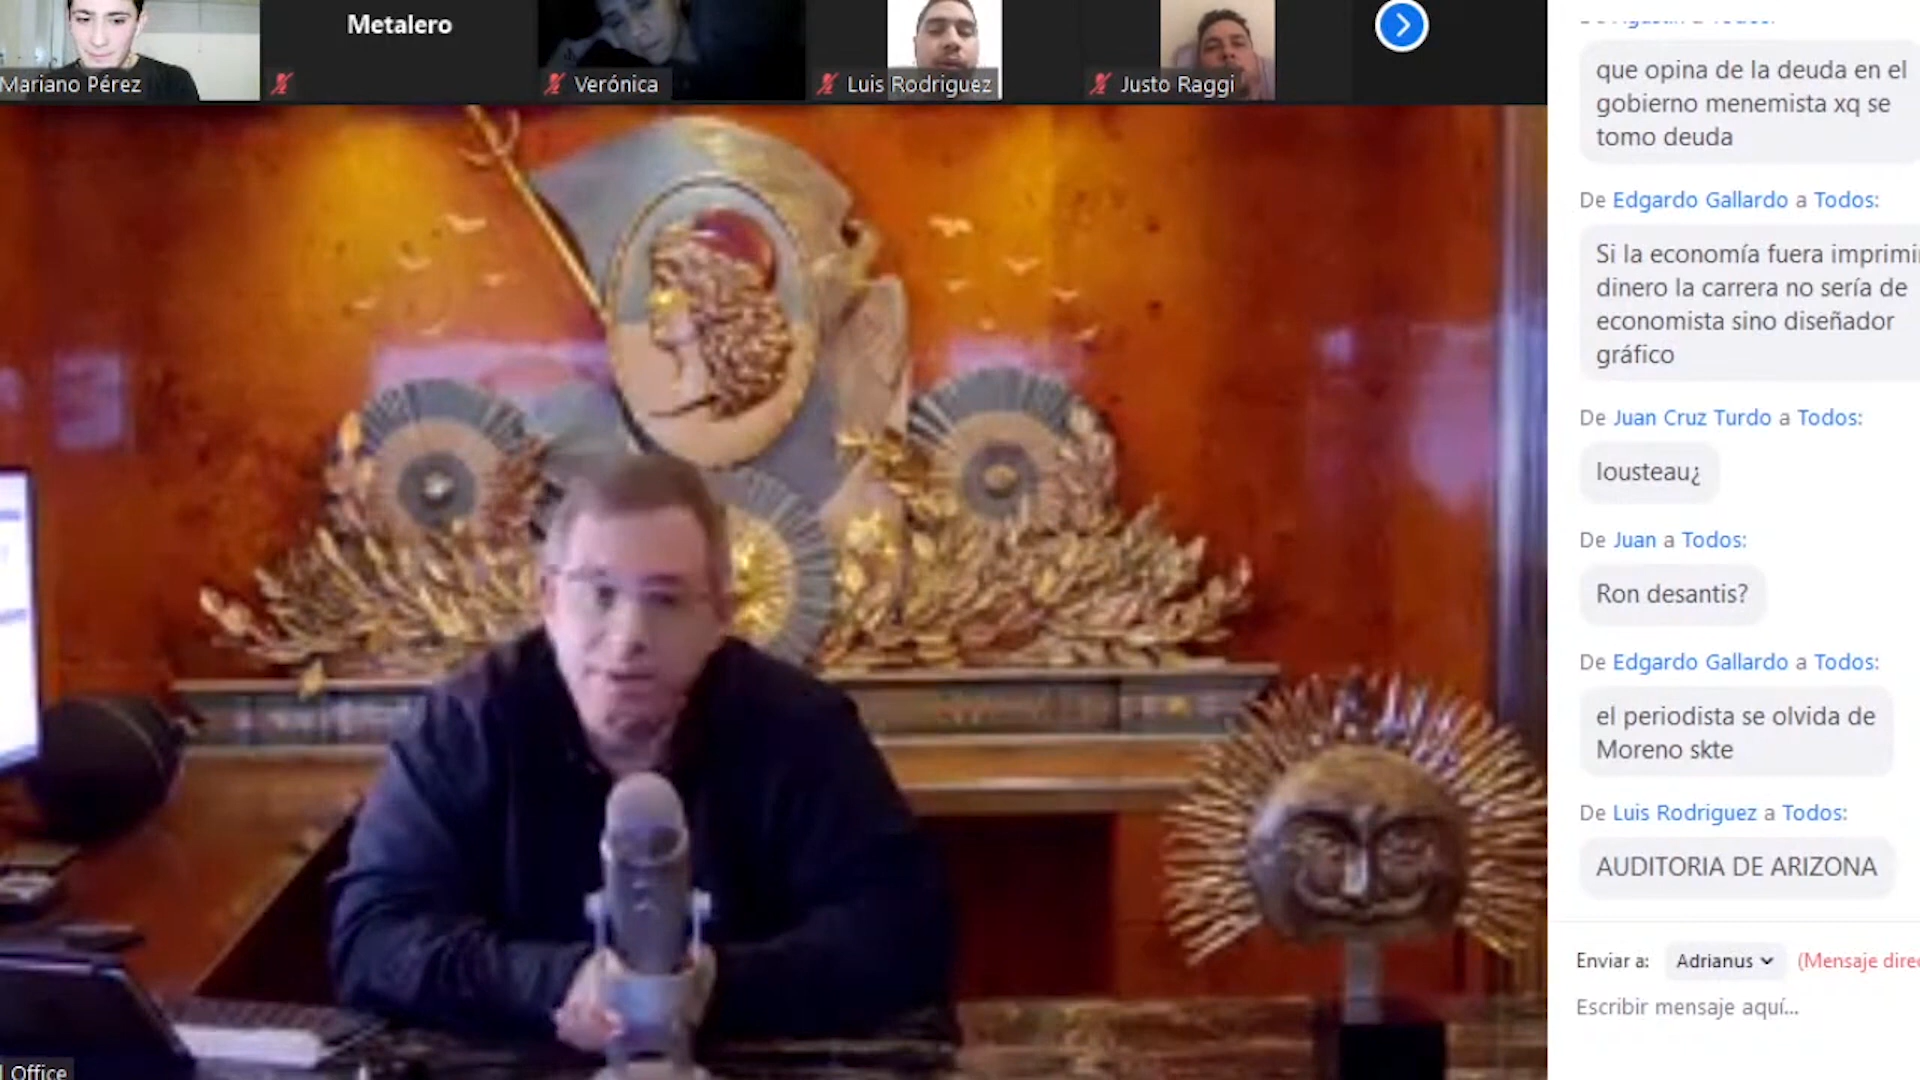 Metalero
Mariano Pérez
Verónica
Luis Rodriguez
Justo Raggi
que opina de la deuda en el
gobierno menemista xq se
tomo deuda
De Edgardo Gallardo a Todos:
Si la economía fuera imprimir
dinero la carrera no sería de
economista sino diseñador
gráfico
De Juan Cruz Turdo a Todos:
lousteau¿
De Juan a Todos:
Ron desantis?
De Edgardo Gallardo a Todos:
el periodista se olvida de
Moreno skte
De Luis Rodriguez a Todos:
AUDITORIA DE ARIZONA
Enviar a: Adrianus (Mensaje direc
Escribir mensaje aquí...
Office